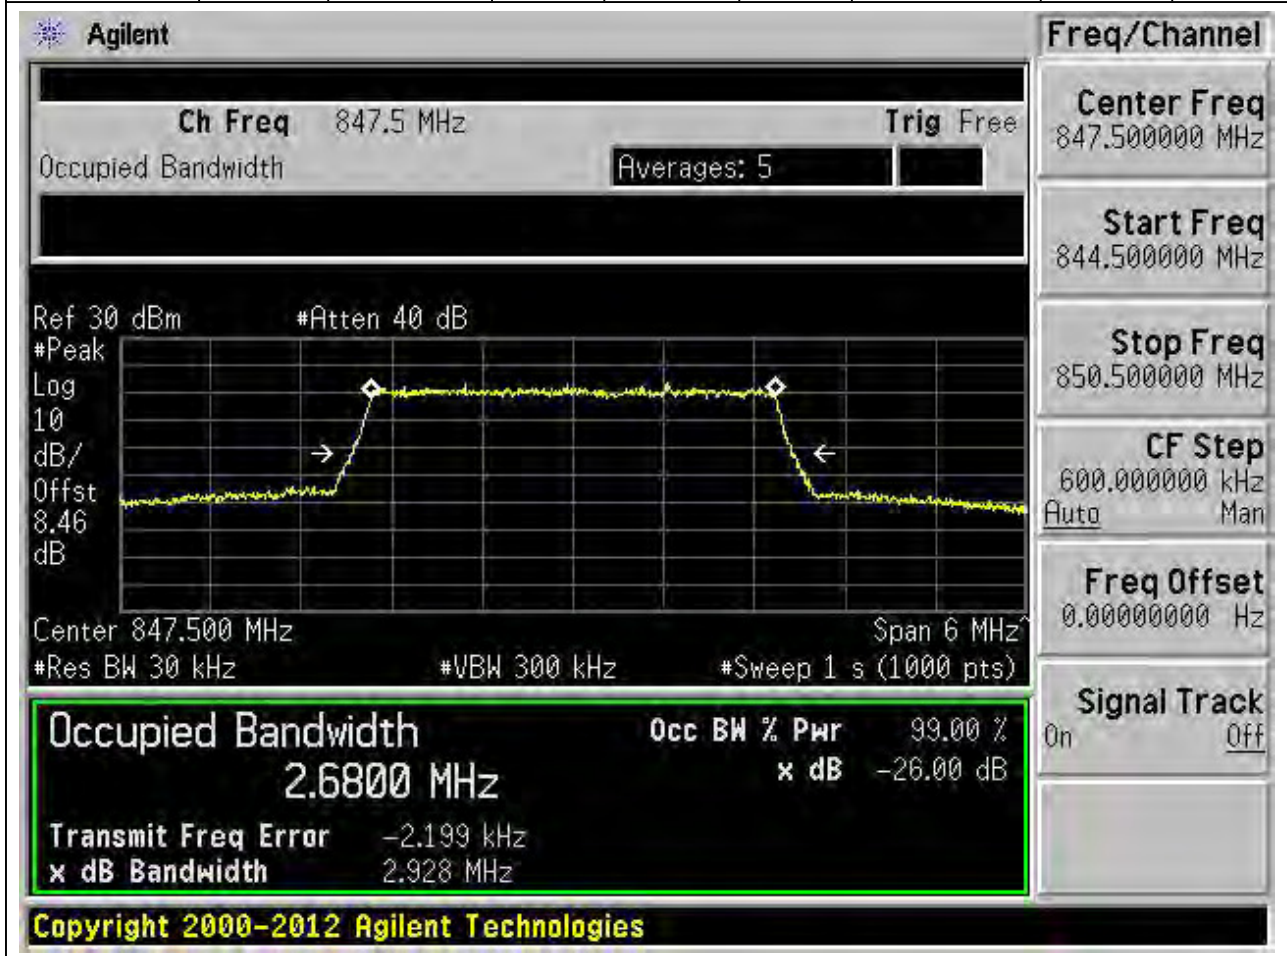 Agilent
Freq/Channel
Ch Freq 847.5 MHz Trig Free
Occupied Bandwidth Averages: 5
Center Freq
847.500000 MHz
Start Freq
844.500000 MHz
Stop Freq
850.500000 MHz
CF Step
600.000000 kHz
Auto Man
Freq Offset
0.00000000 Hz
Signal Track
On Off
Ref 30 dBm #Atten 40 dB
#Peak
Log
10
dB/
Offst
8.46
dB
Center 847.500 MHz Span 6 MHz^
#Res BW 30 kHz #VBW 300 kHz #Sweep 1 s (1000 pts)
Occupied Bandwidth Occ BW % Pwr 99.00 %
2.6800 MHz x dB -26.00 dB
Transmit Freq Error -2.199 kHz
x dB Bandwidth 2.928 MHz
Copyright 2000-2012 Agilent Technologies